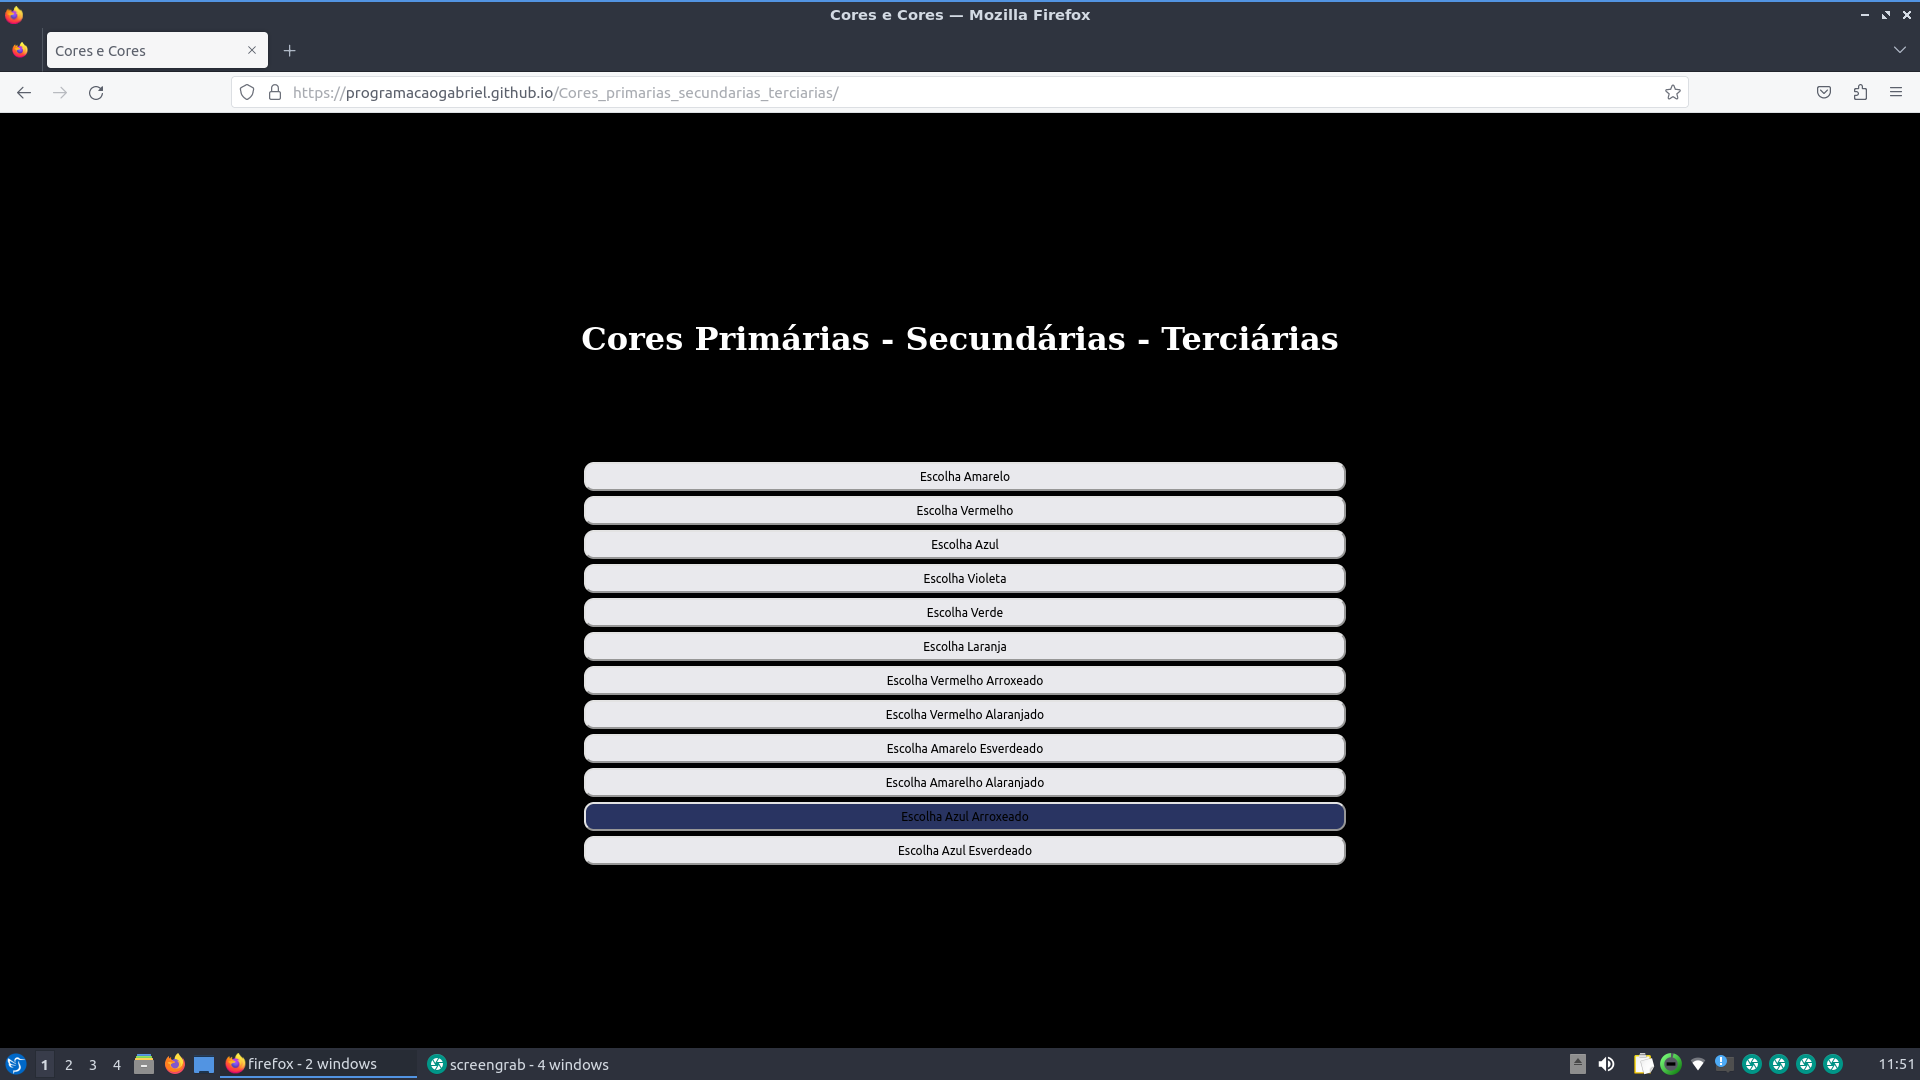 Cores e Cores — Mozilla Firefox
Cores e Cores
https://programacaogabriel.github.io/Cores_primarias_secundarias_terciarias/
Cores Primárias - Secundárias - Terciárias
Escolha Amarelo
Escolha Vermelho
Escolha Azul
Escolha Violeta
Escolha Verde
Escolha Laranja
Escolha Vermelho Arroxeado
Escolha Vermelho Alaranjado
Escolha Amarelo Esverdeado
Escolha Amarelho Alaranjado
Escolha Azul Arroxeado
Escolha Azul Esverdeado
1 2 3 4 firefox - 2 windows screengrab - 4 windows 11:51